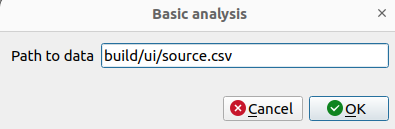 Basic analysis
Path to data build/ui/source.csv
Cancel OK